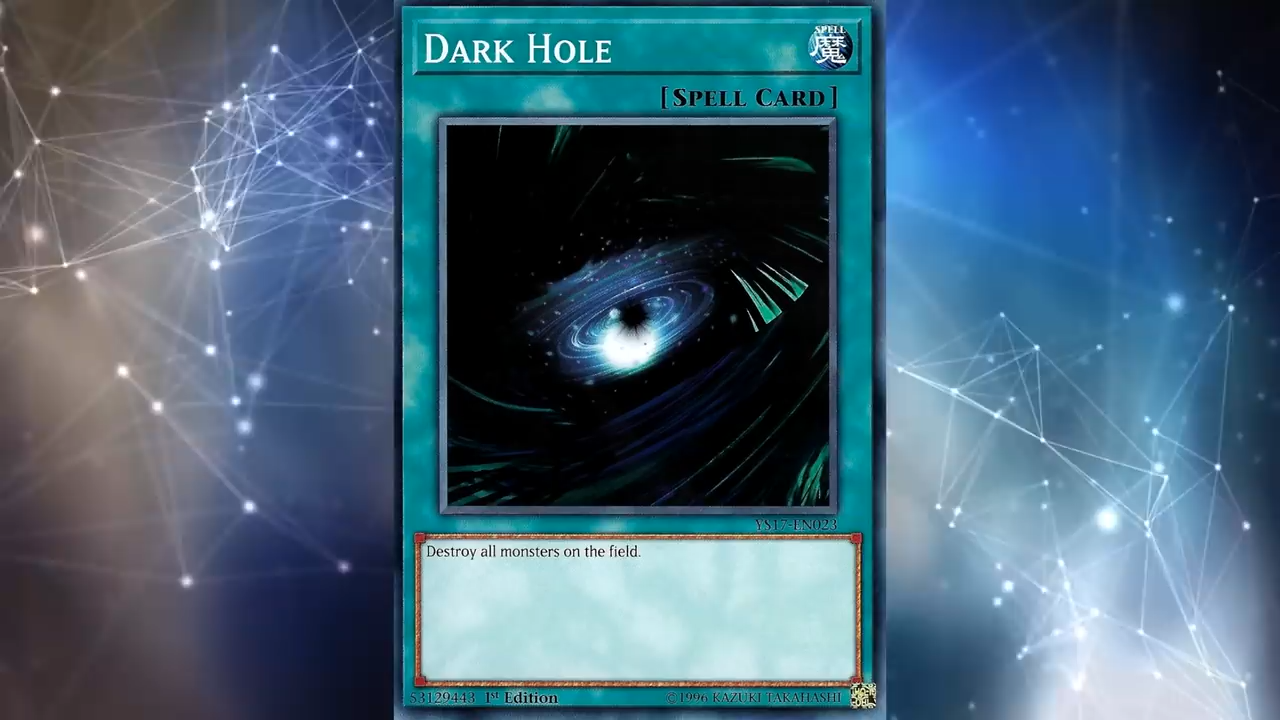 DARK HOLE
SPELL
魔
[SPELL CARD]
YS17-EN023
Destroy all monsters on the field.
53129443 1st Edition ©1996 KAZUKI TAKAHASHI